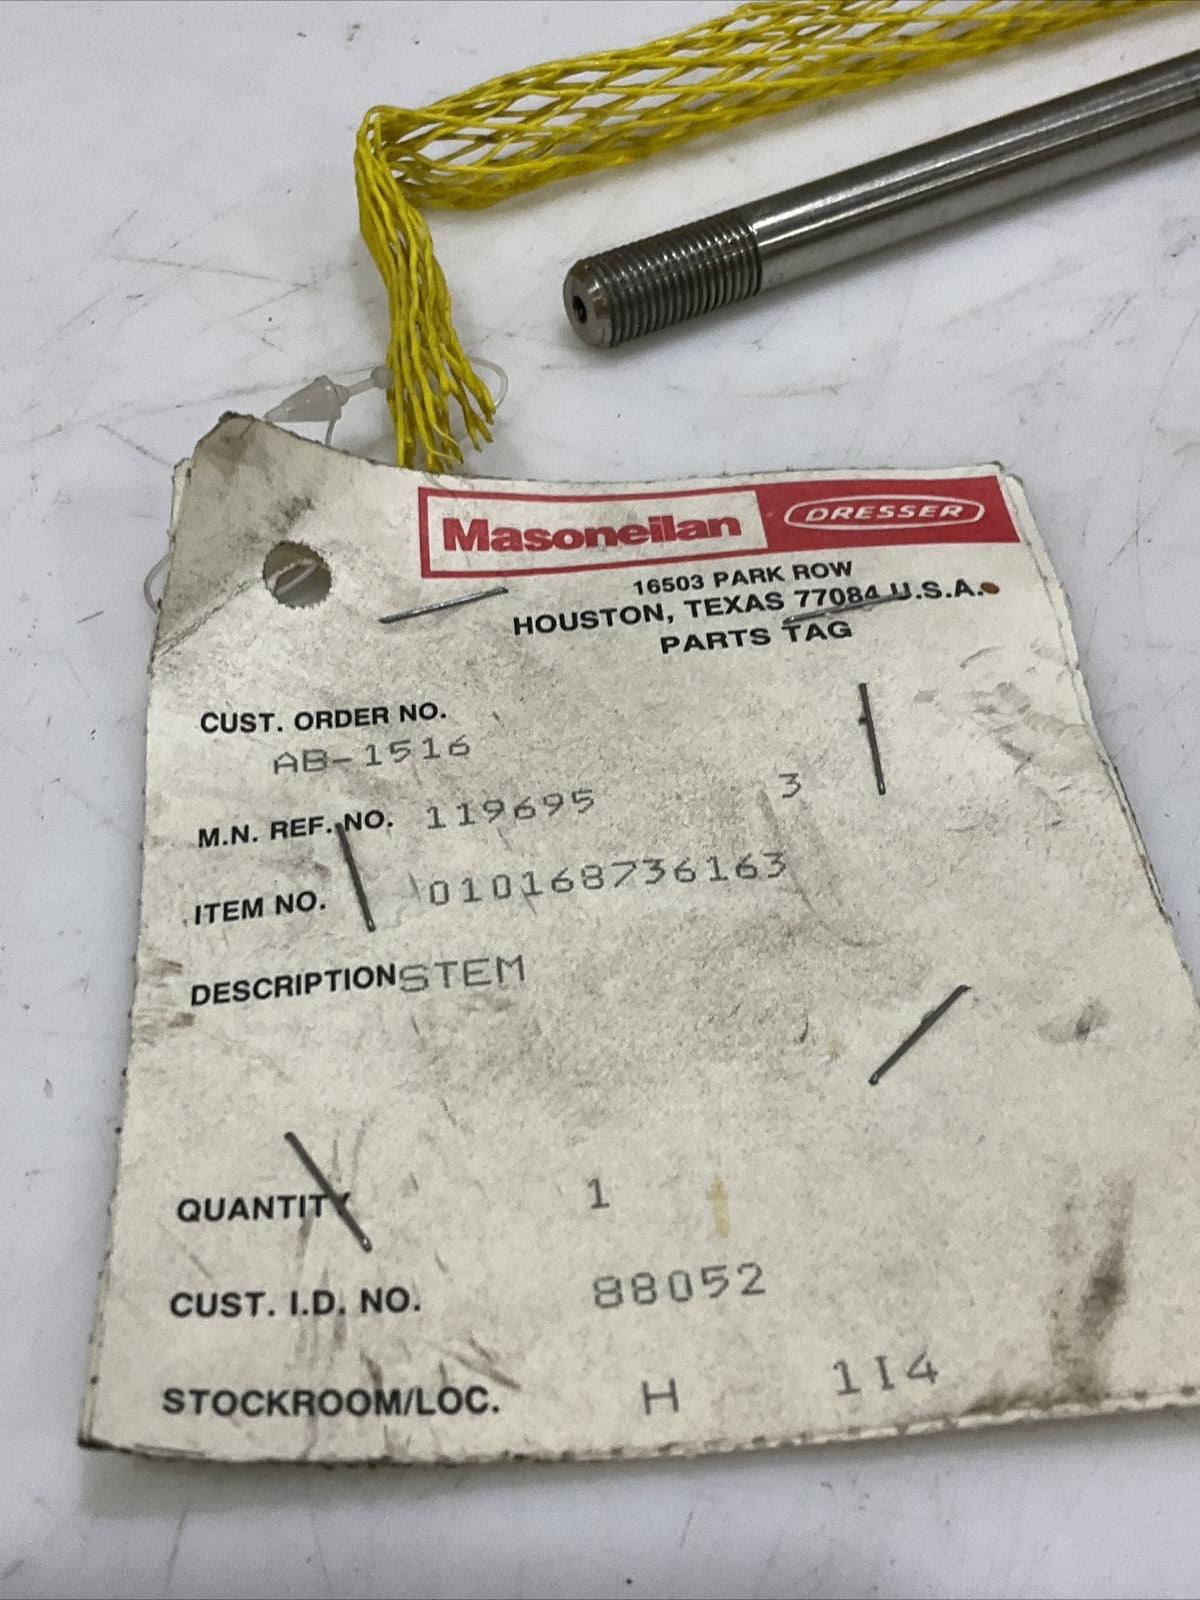 Masoneilan DRESSER
16503 PARK ROW
HOUSTON, TEXAS 77084 U.S.A.
PARTS TAG
CUST. ORDER NO.
AB-1516
M.N. REF. NO. 119695 3
ITEM NO. 010168736163
DESCRIPTION STEM
QUANTITY 1
CUST. I.D. NO. 88052
STOCKROOM/LOC. H 1I4